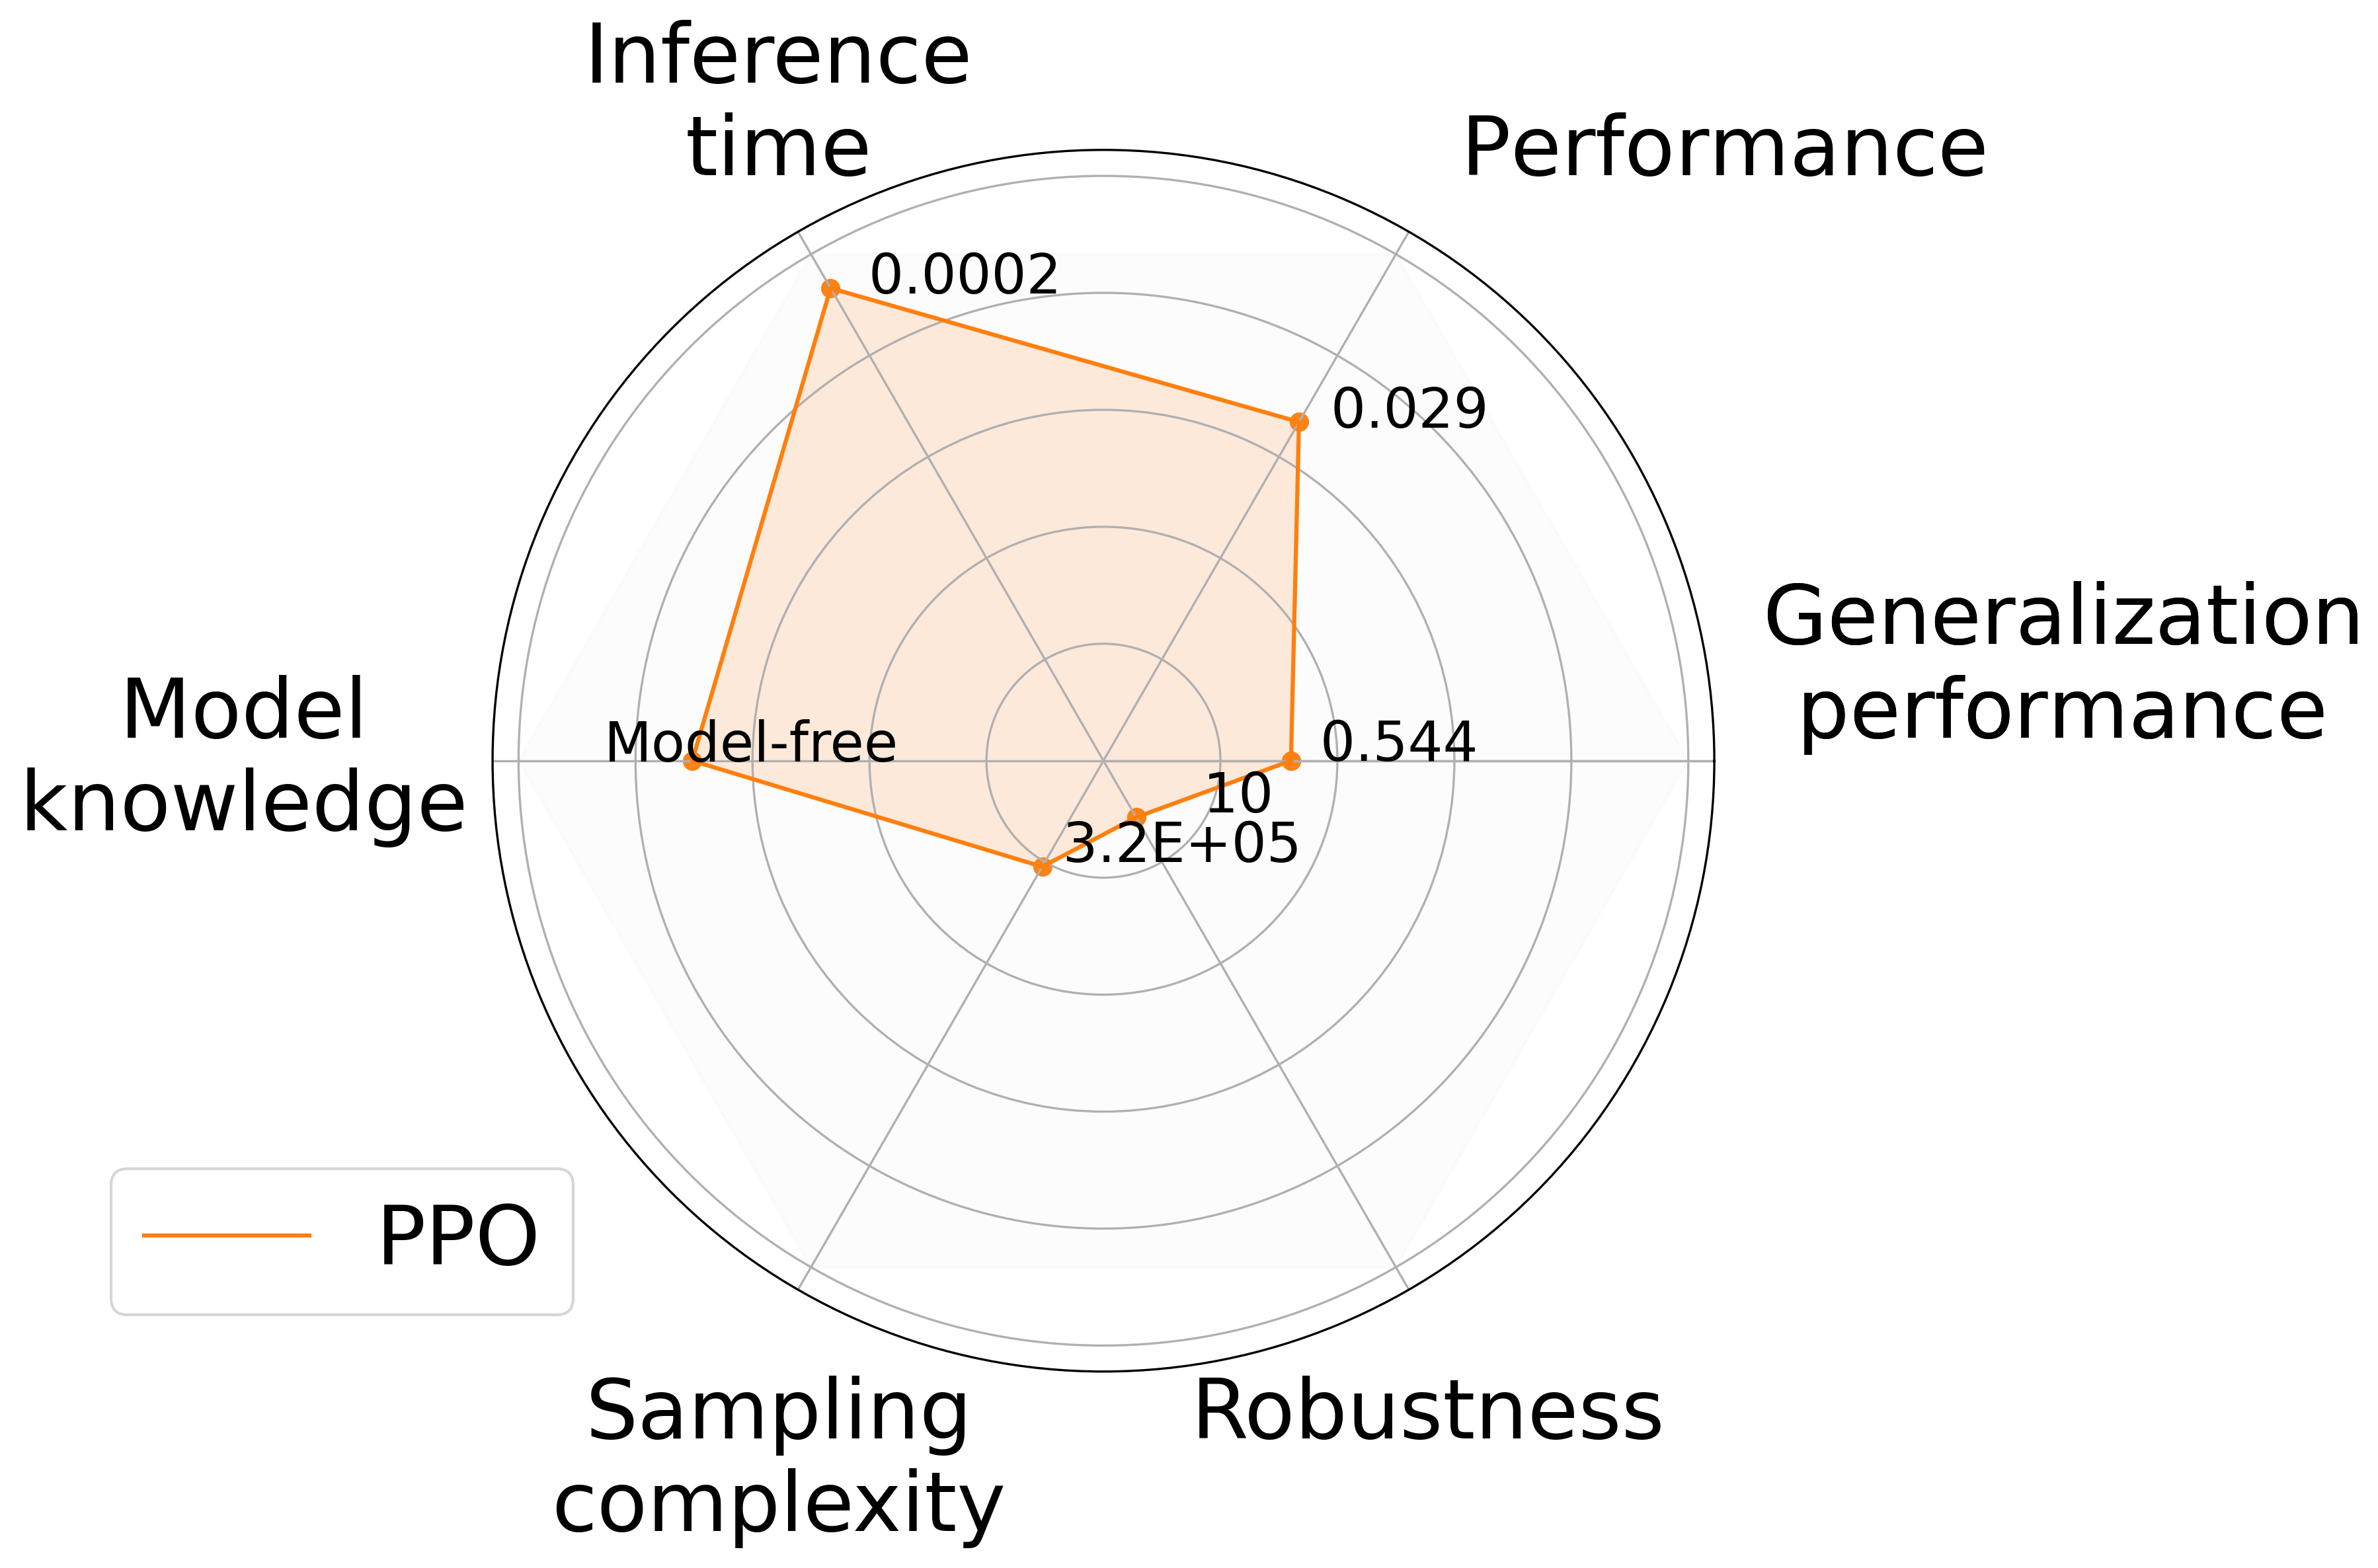 Inference
time
Performance
0.0002
0.029
Generalization
performance
Model
knowledge
Model-free
0.544
10
3.2E+05
PPO
Sampling
complexity
Robustness